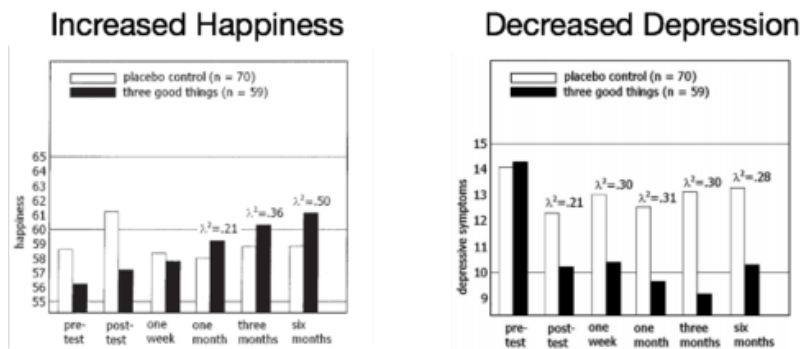 Increased Happiness
placebo control (n = 70)
three good things (n = 59)
65
64
63
62
61
60
59
58
57
56
55
happiness
λ²=.21
λ²=.36
λ²=.50
pre-test
post-test
one week
one month
three months
six months
Decreased Depression
placebo control (n = 70)
three good things (n = 59)
15
14
13
12
11
10
9
depressive symptoms
λ²=.21
λ²=.30
λ²=.31
λ²=.30
λ²=.28
pre-test
post-test
one week
one month
three months
six months